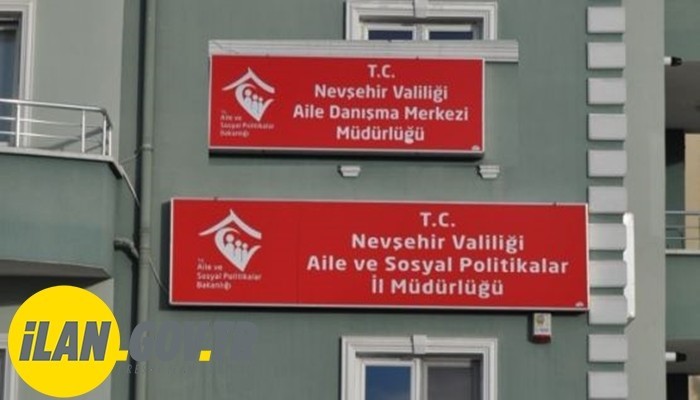 T.C.
Nevşehir Valiliği
Aile Danışma Merkezi
Müdürlüğü
T.C.
Aile ve
Sosyal Politikalar
Bakanlığı
T.C.
Nevşehir Valiliği
Aile ve Sosyal Politikalar
İl Müdürlüğü
T.C.
Aile ve
Sosyal Politikalar
Bakanlığı
iLAN.GOV.TR